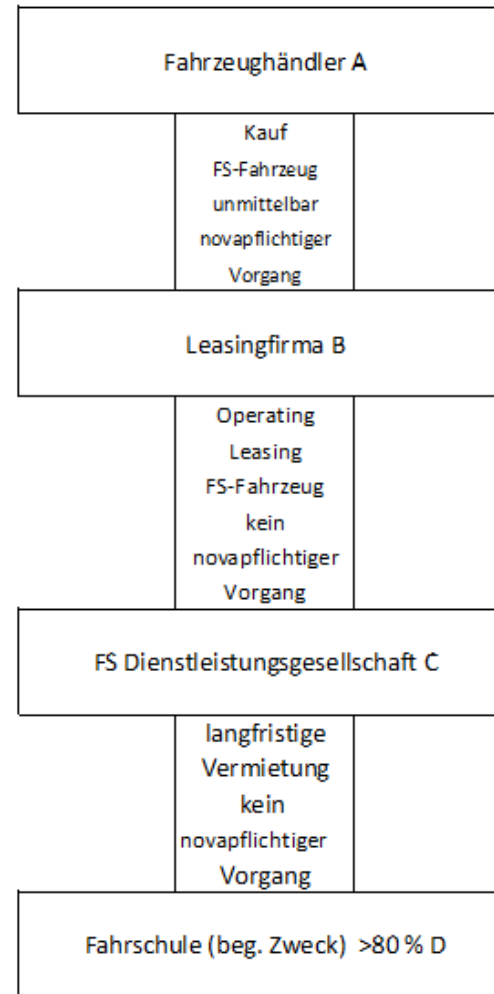 Fahrzeughändler A
Kauf
FS-Fahrzeug
unmittelbar
novapflichtiger
Vorgang
Leasingfirma B
Operating
Leasing
FS-Fahrzeug
kein
novapflichtiger
Vorgang
FS Dienstleistungsgesellschaft C
langfristige
Vermietung
kein
novapflichtiger
Vorgang
Fahrschule (beg. Zweck) >80 % D